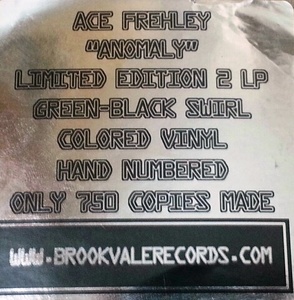 ACE FREHLEY
"ANOMALY"
LIMITED EDITION 2 LP
GREEN-BLACK SWIRL
COLORED VINYL
HAND NUMBERED
ONLY 750 COPIES MADE
WWW.BROOKVALERECORDS.COM